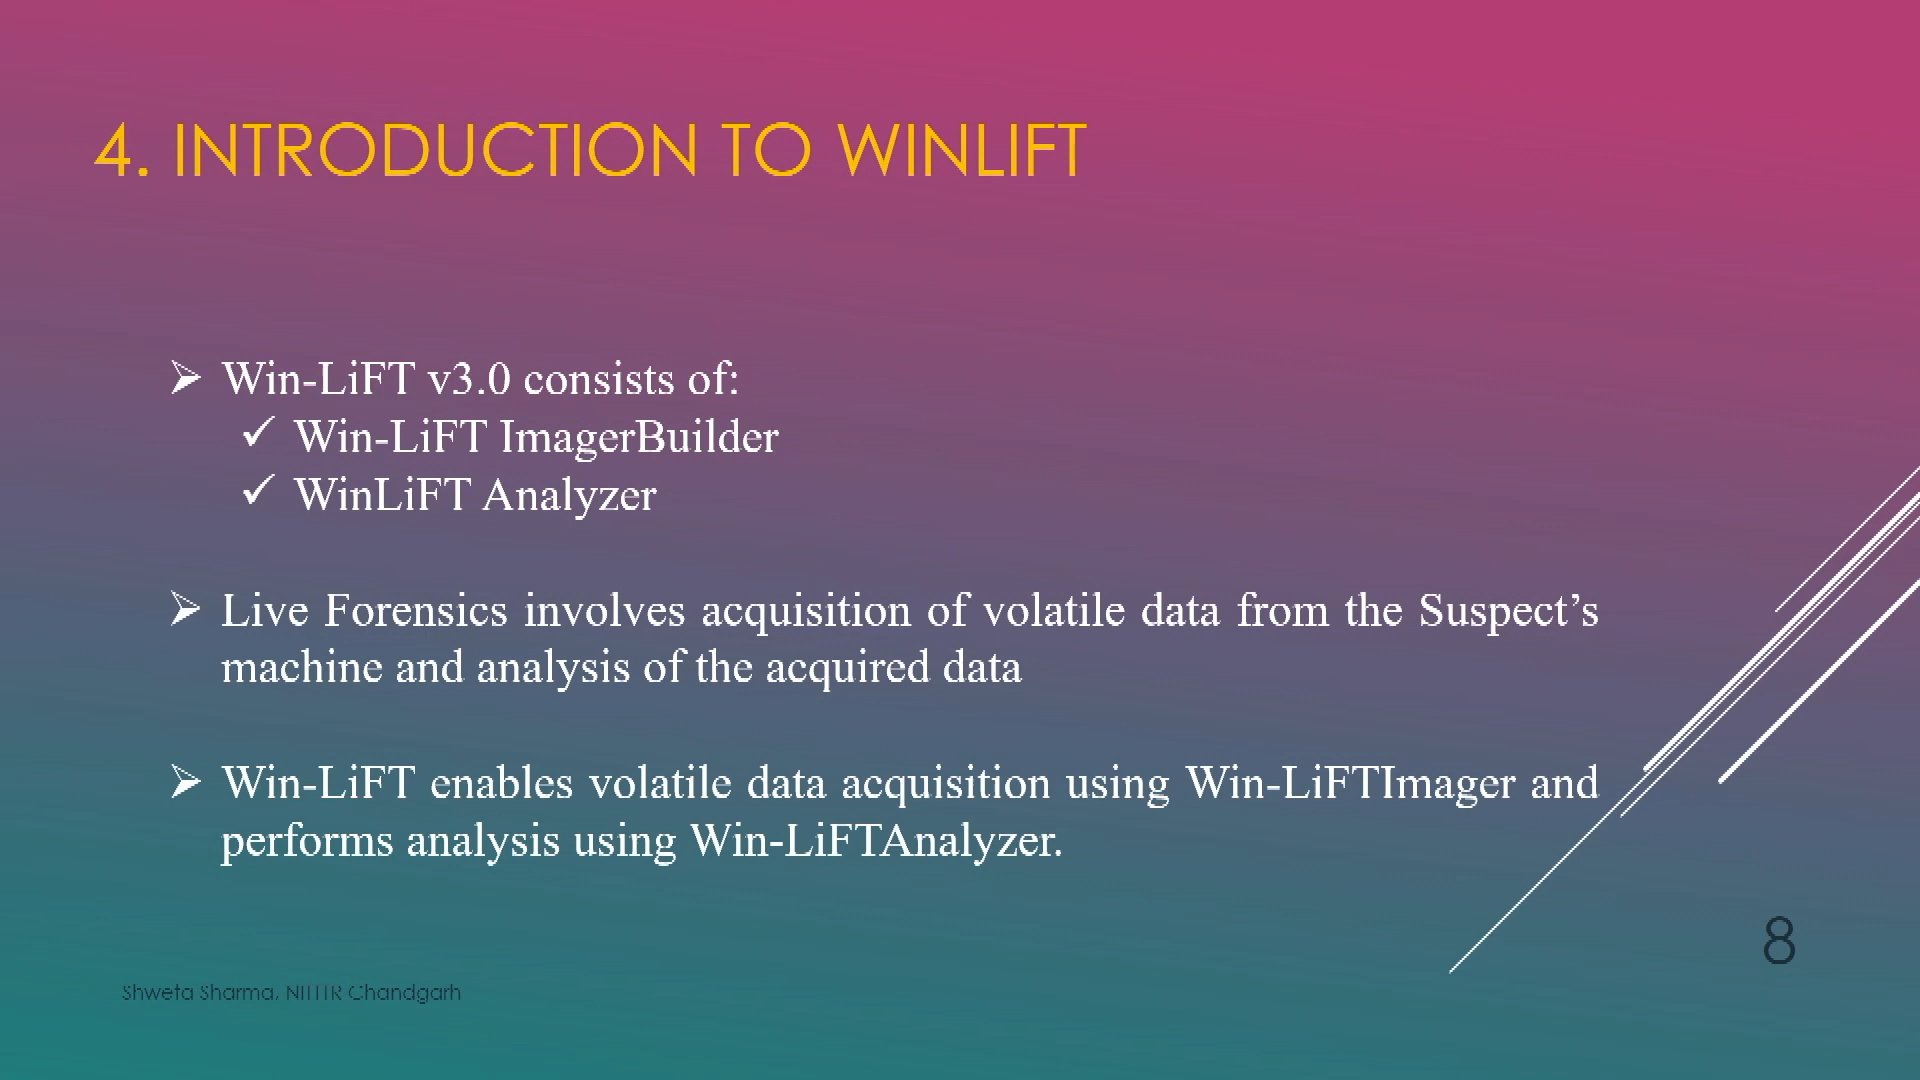 4. INTRODUCTION TO WINLIFT
➢ Win-LiFT v3.0 consists of:
✓ Win-LiFT ImagerBuilder
✓ WinLiFT Analyzer
➢ Live Forensics involves acquisition of volatile data from the Suspect’s
machine and analysis of the acquired data
➢ Win-LiFT enables volatile data acquisition using Win-LiFTImager and
performs analysis using Win-LiFTAnalyzer.
8
Shweta Sharma, NITTTR Chandgarh